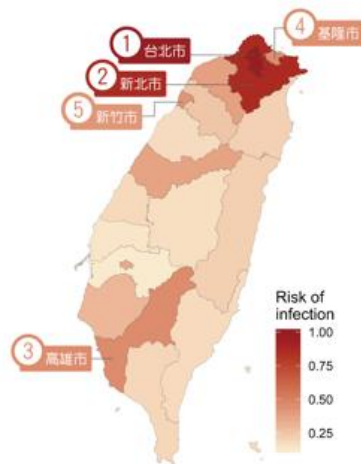 ④ 基隆市
① 台北市
② 新北市
⑤ 新竹市
③ 高雄市
Risk of
infection
1.00
0.75
0.50
0.25